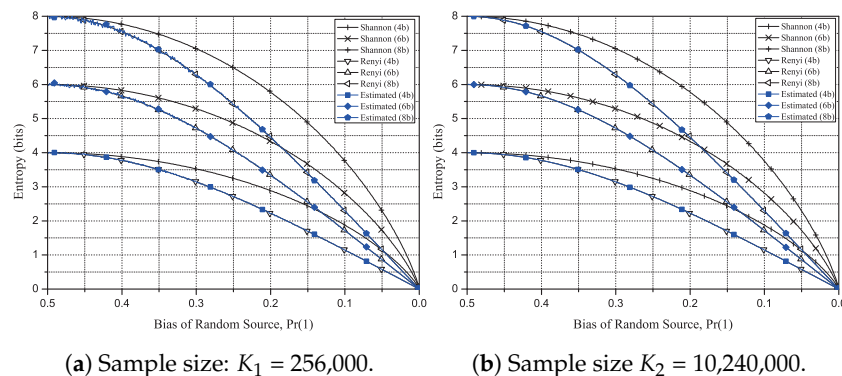 8
7
6
5
4
3
2
1
0
Entropy (bits)
0.5 0.4 0.3 0.2 0.1 0.0
Bias of Random Source, Pr(1)
Shannon (4b)
Shannon (6b)
Shannon (8b)
Renyi (4b)
Renyi (6b)
Renyi (8b)
Estimated (4b)
Estimated (6b)
Estimated (8b)
(a) Sample size: K₁ = 256,000.
8
7
6
5
4
3
2
1
0
Entropy (bits)
0.5 0.4 0.3 0.2 0.1 0.0
Bias of Random Source, Pr(1)
Shannon (4b)
Shannon (6b)
Shannon (8b)
Renyi (4b)
Renyi (6b)
Renyi (8b)
Estimated (4b)
Estimated (6b)
Estimated (8b)
(b) Sample size K₂ = 10,240,000.